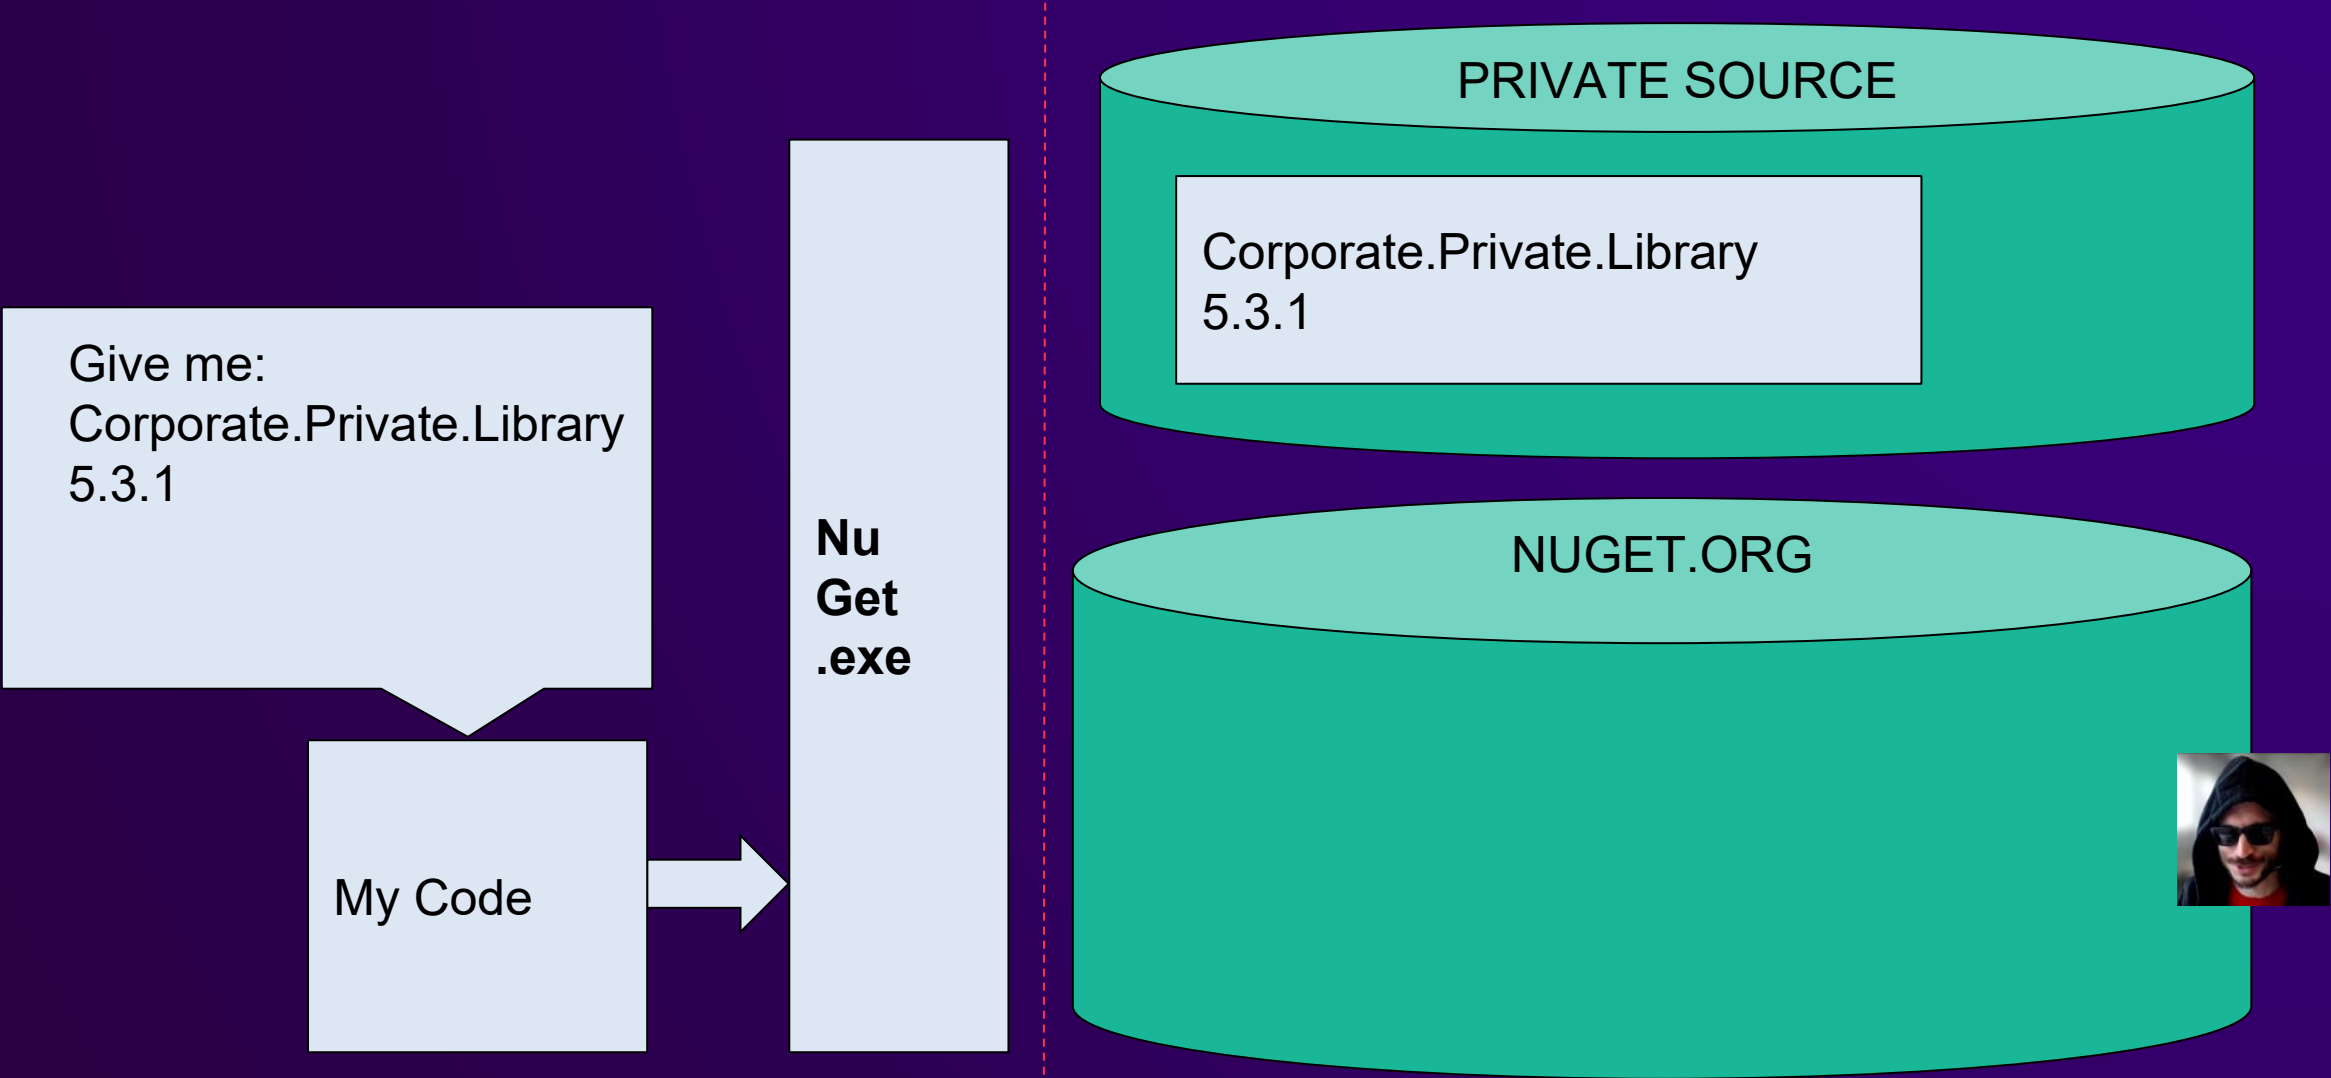 Give me:
Corporate.Private.Library
5.3.1
My Code
Nu
Get
.exe
PRIVATE SOURCE
Corporate.Private.Library
5.3.1
NUGET.ORG